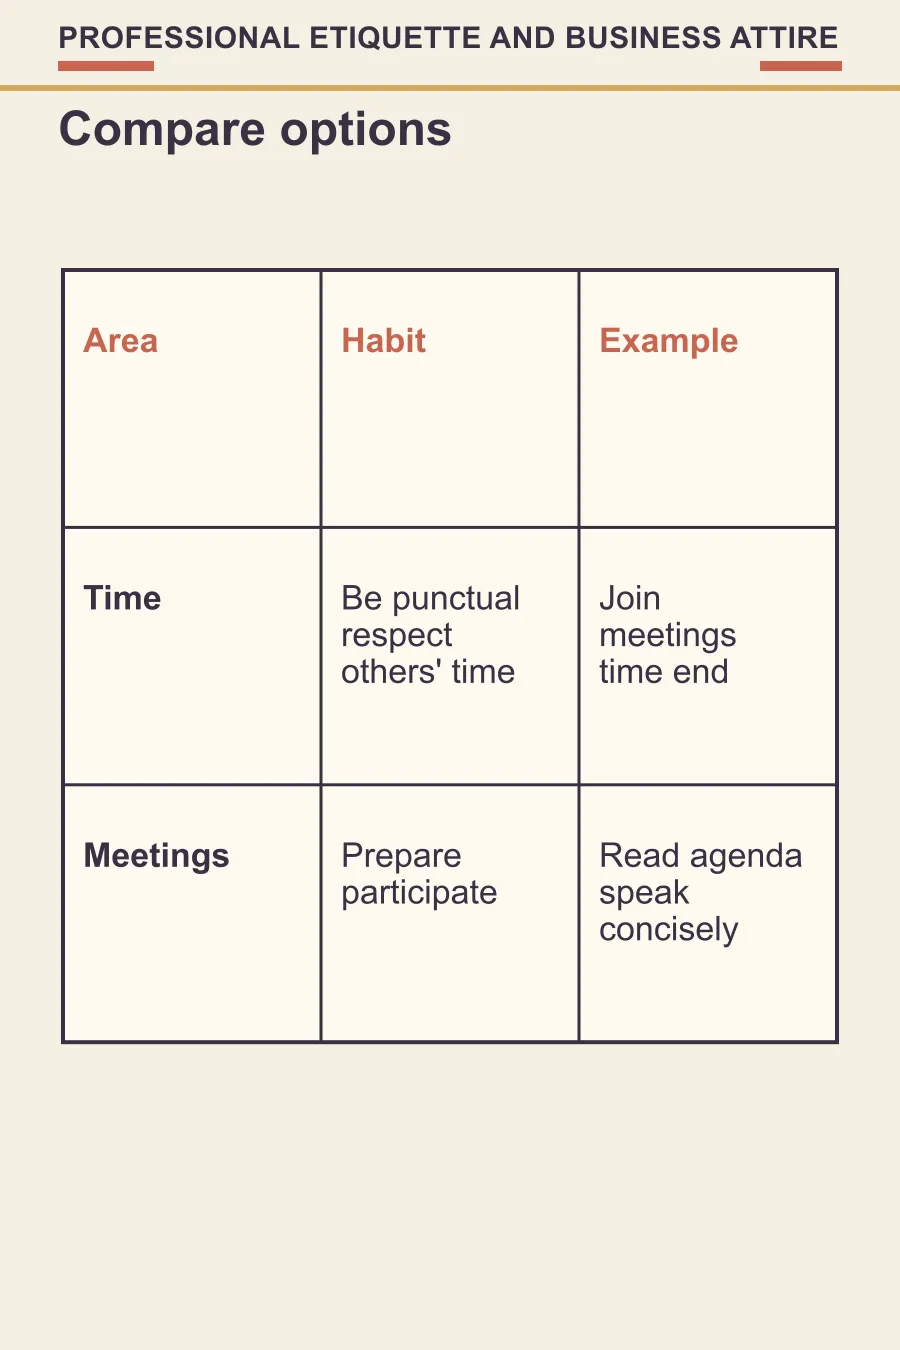 PROFESSIONAL ETIQUETTE AND BUSINESS ATTIRE
Compare options
Area
Habit
Example
Time
Be punctual
respect
others' time
Join
meetings
time end
Meetings
Prepare
participate
Read agenda
speak
concisely